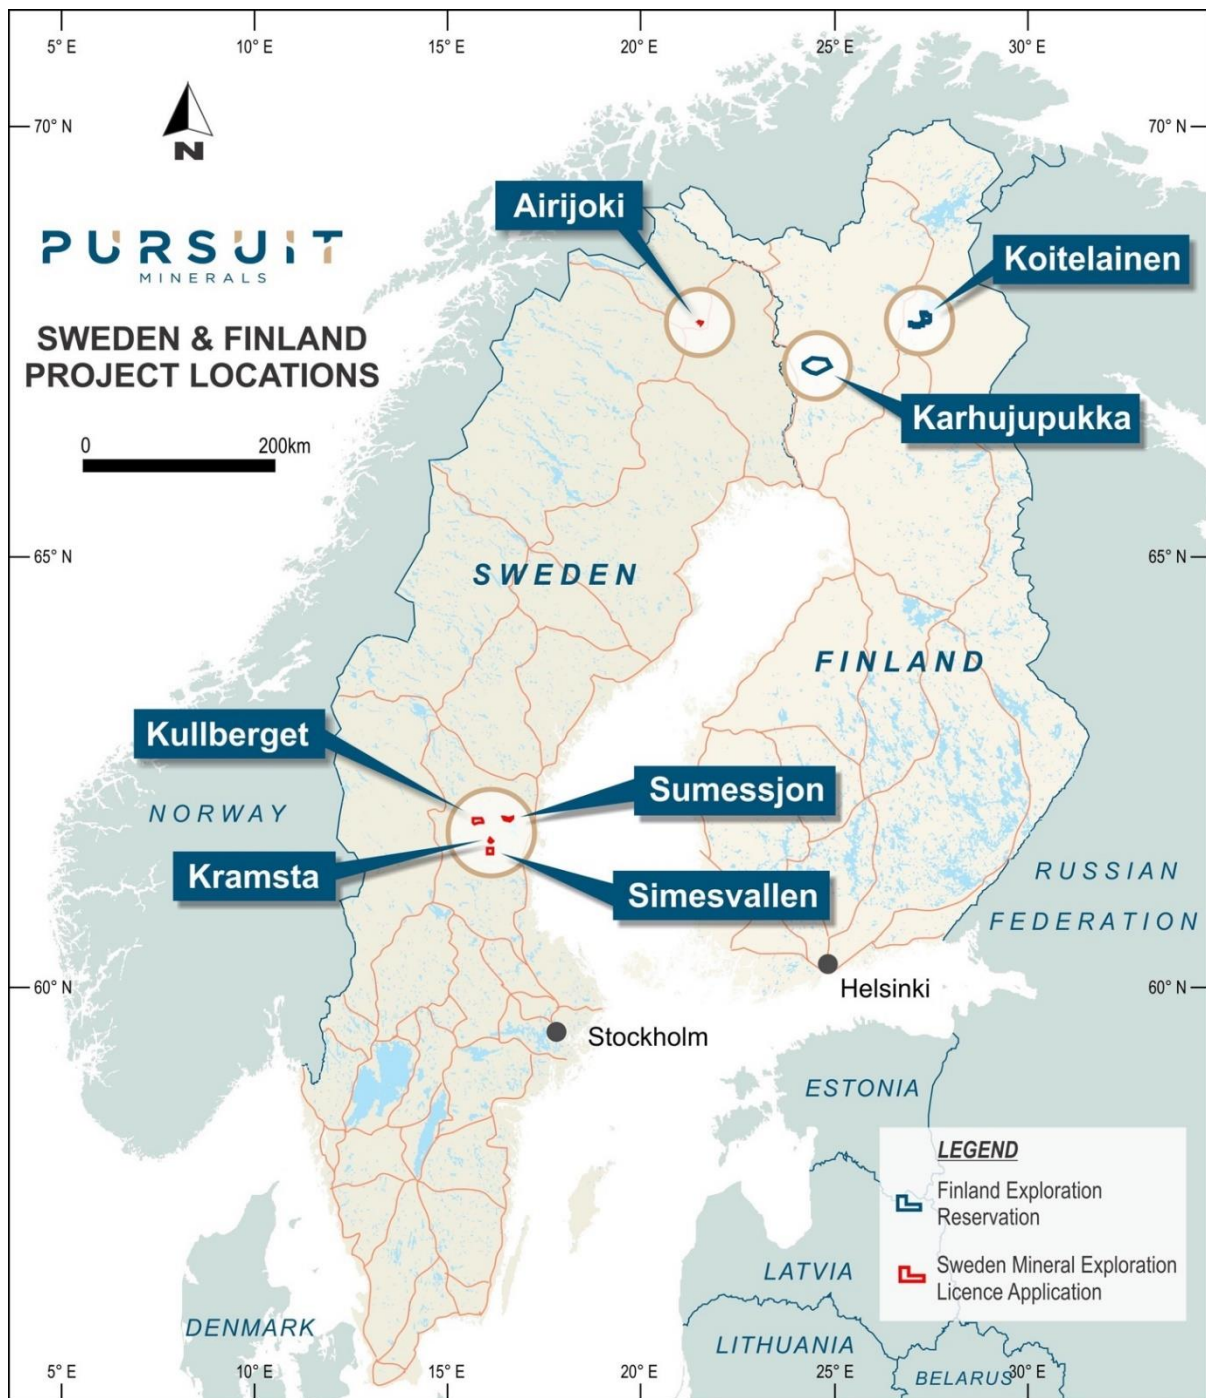 5° E
10° E
15° E
20° E
25° E
30° E
70° N
70° N
N
PURSUIT
MINERALS
SWEDEN & FINLAND
PROJECT LOCATIONS
0
200km
Airijoki
Koitelainen
Karhujupukka
65° N
65° N
SWEDEN
FINLAND
Kullberget
Sumessjon
NORWAY
Kramsta
Simesvallen
RUSSIAN
FEDERATION
60° N
60° N
Helsinki
Stockholm
ESTONIA
LEGEND
Finland Exploration
Reservation
Sweden Mineral Exploration
Licence Application
LATVIA
LITHUANIA
DENMARK
BELARUS
5° E
10° E
15° E
20° E
25° E
30° E